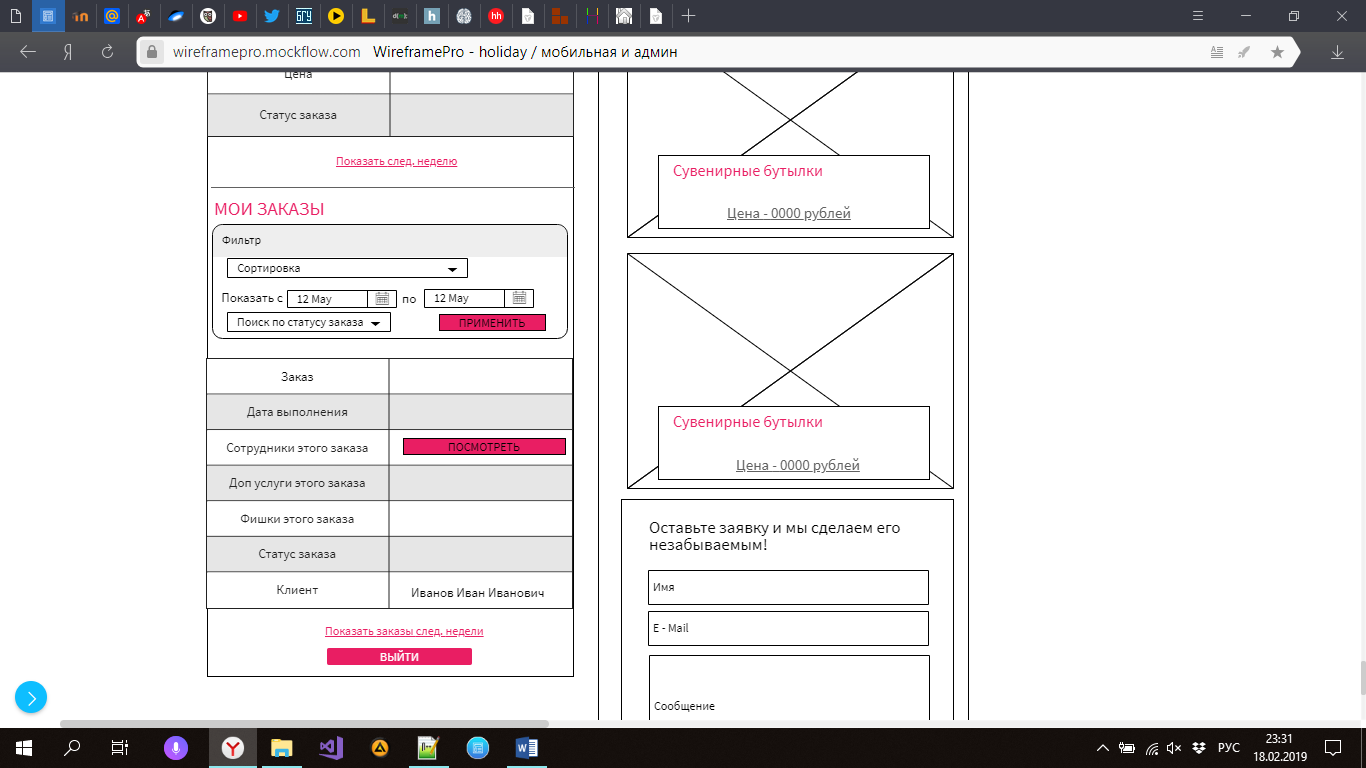 wireframepro.mockflow.com WireframePro - holiday / мобильная и админ
Цена
Статус заказа
Показать след. неделю
МОИ ЗАКАЗЫ
Фильтр
Сортировка
Показать с 12 May по 12 May
Поиск по статусу заказа ПРИМЕНИТЬ
Заказ
Дата выполнения
Сотрудники этого заказа ПОСМОТРЕТЬ
Доп услуги этого заказа
Фишки этого заказа
Статус заказа
Клиент Иванов Иван Иванович
Показать заказы след. недели
ВЫЙТИ
Сувенирные бутылки
Цена - 0000 рублей
Сувенирные бутылки
Цена - 0000 рублей
Оставьте заявку и мы сделаем его
незабываемым!
Имя
E - Mail
Сообщение
РУС
23:31
18.02.2019